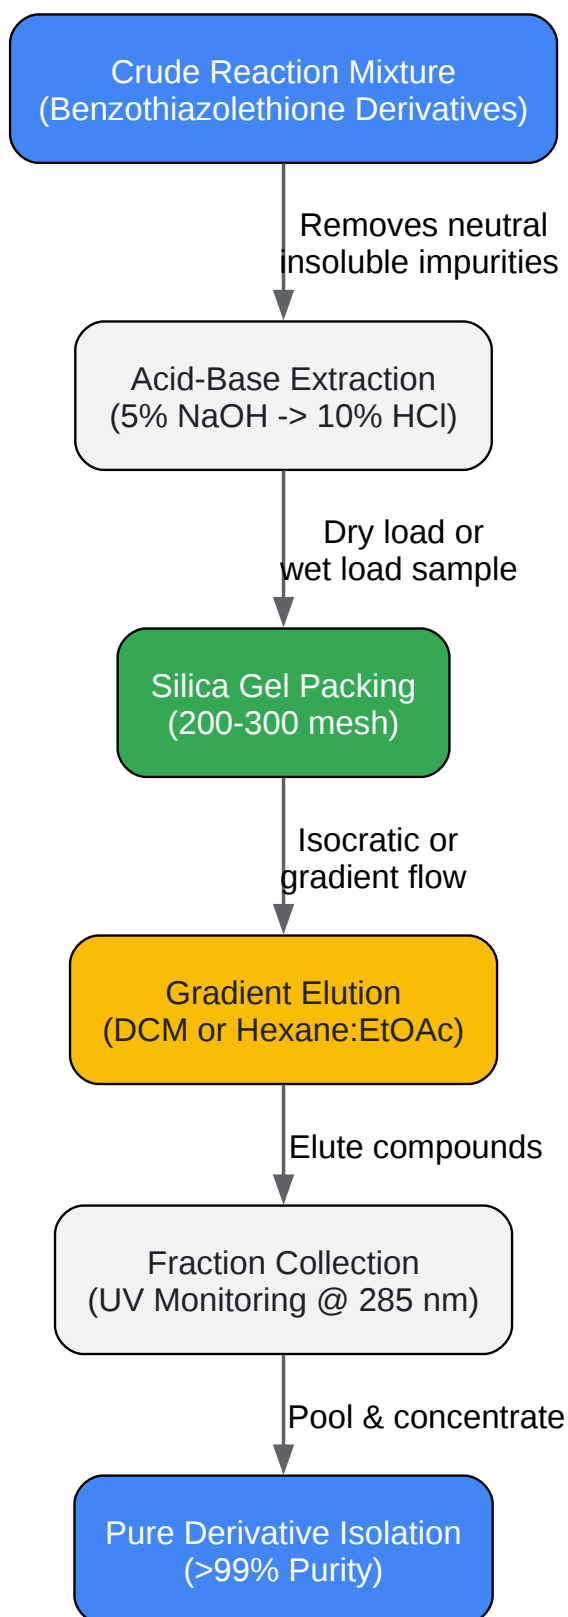 Crude Reaction Mixture
(Benzothiazolethione Derivatives)
Removes neutral
insoluble impurities
Acid-Base Extraction
(5% NaOH -> 10% HCl)
Dry load or
wet load sample
Silica Gel Packing
(200-300 mesh)
Isocratic or
gradient flow
Gradient Elution
(DCM or Hexane:EtOAc)
Elute compounds
Fraction Collection
(UV Monitoring @ 285 nm)
Pool & concentrate
Pure Derivative Isolation
(>99% Purity)